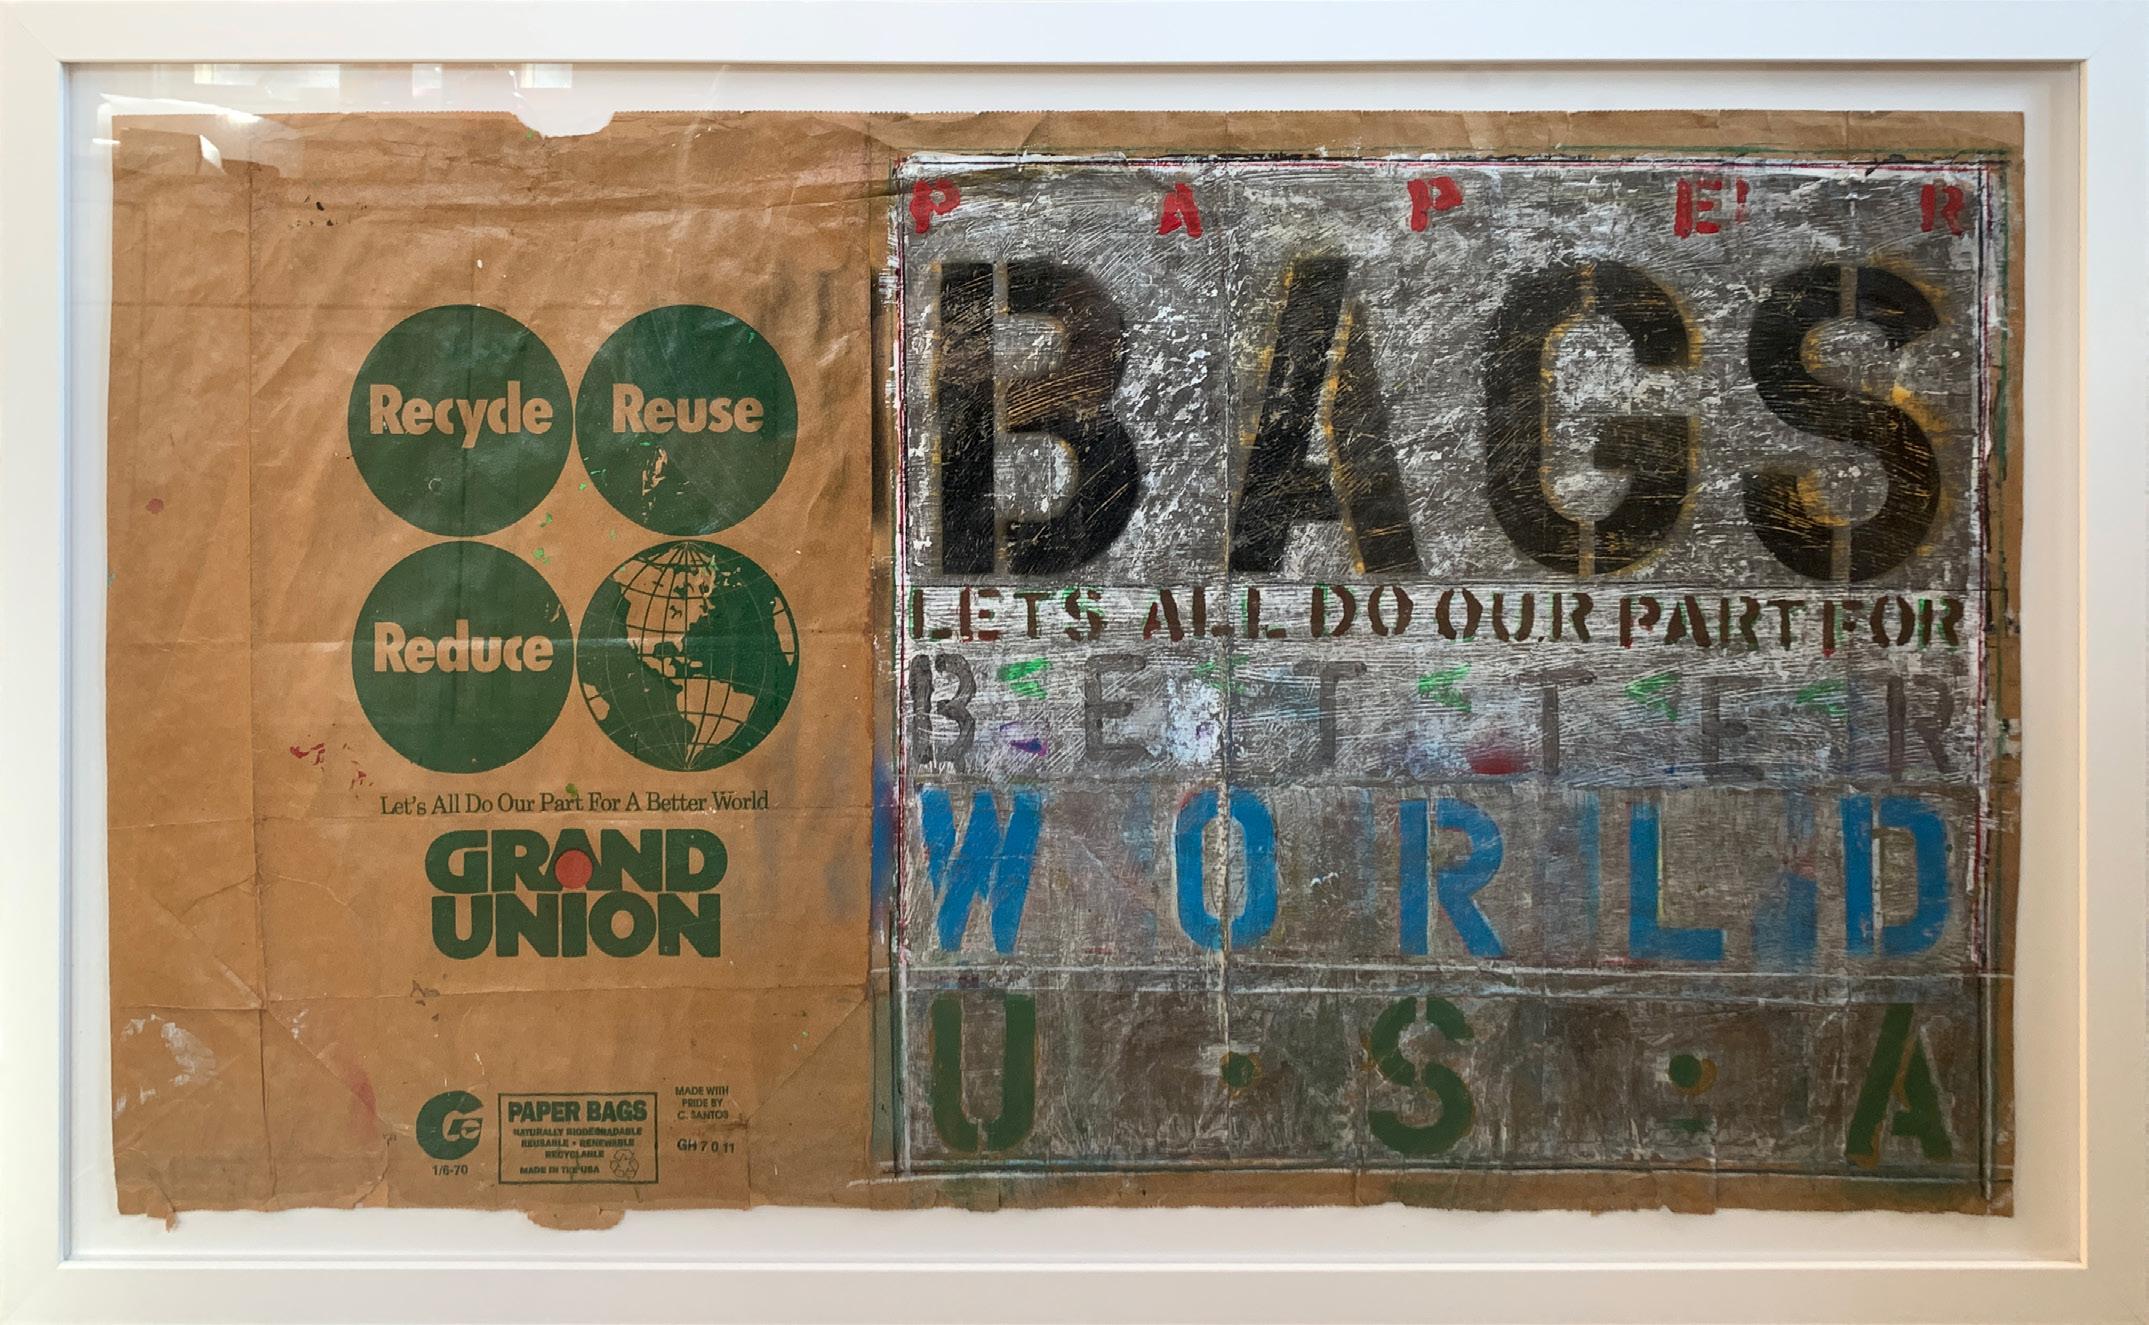 Recycle Reuse
Reduce
Let's All Do Our Part For A Better World
GRAND
UNION
1/6-70
PAPER BAGS
NATURALLY BIODEGRADABLE
REUSABLE • RENEWABLE
RECYCLABLE
MADE IN THE USA
MADE WITH
PRIDE BY
C. SANTOS
GH 7 0 11
PAPER
BAGS
LETS ALL DO OUR PART FOR
BETTER
WORLD
U·S·A